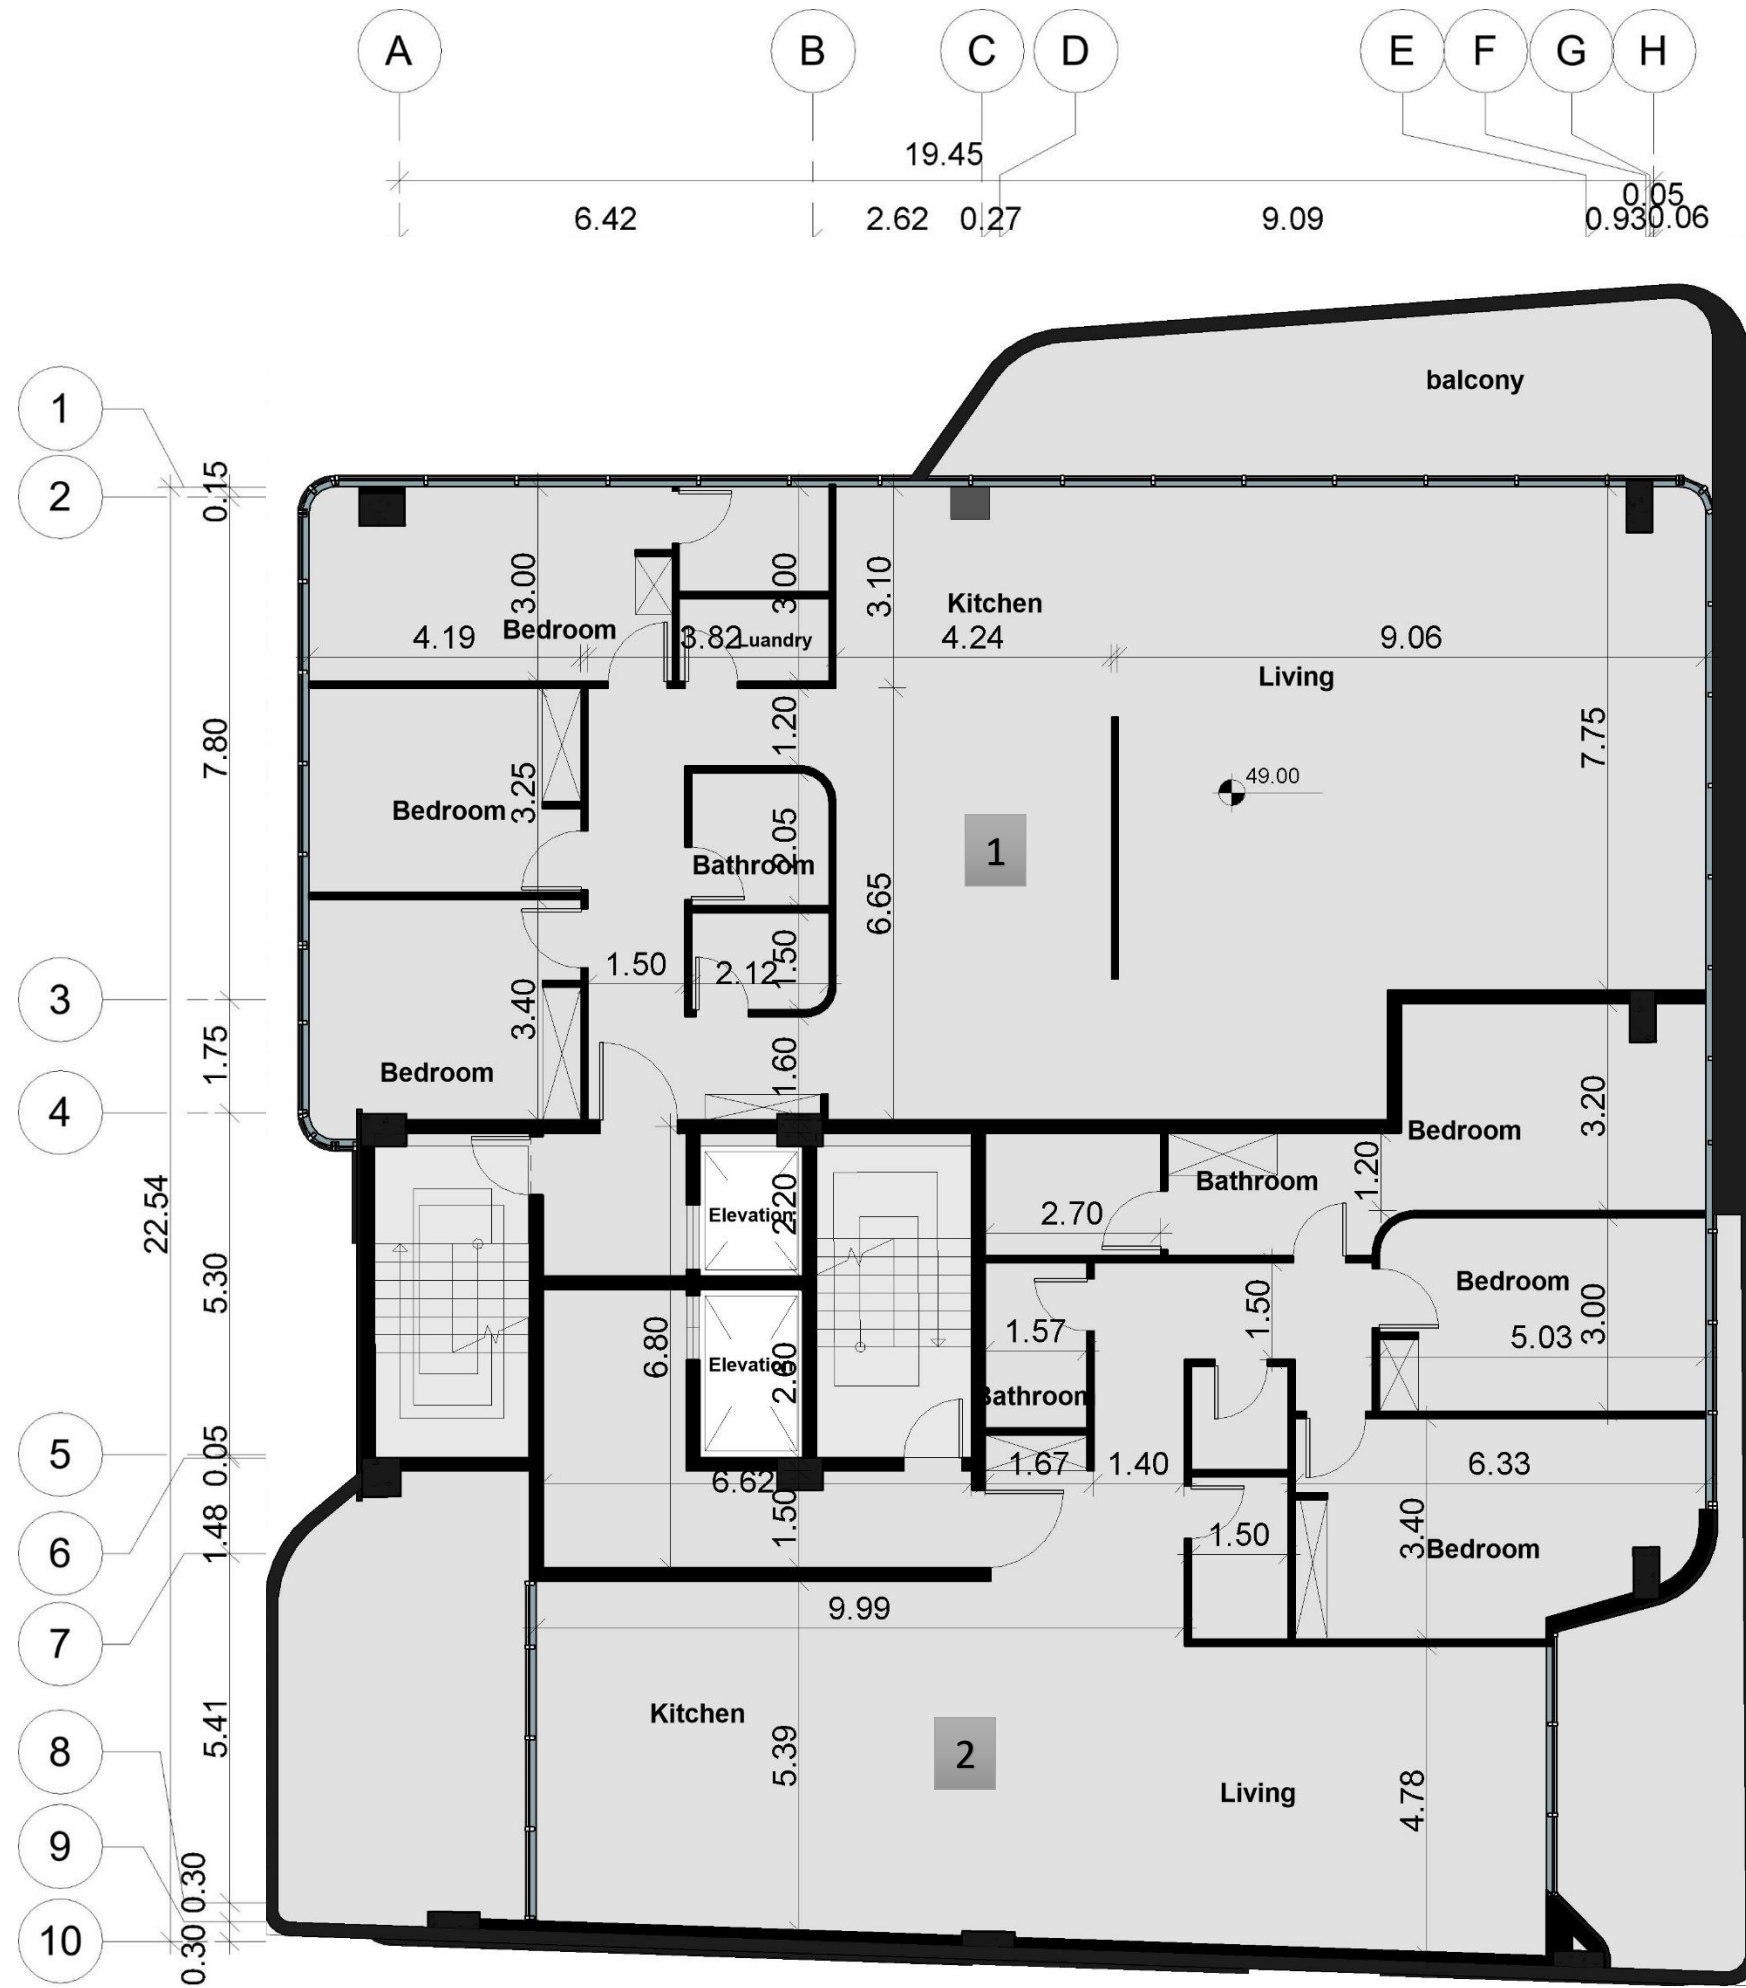 A B C D E F G H
19.45
0.05
6.42 2.62 0.27 9.09 0.93 0.06
balcony
1
0.15
2
3.00 3.00 3.10
Kitchen
Bedroom
4.19 3.82 Luandry 4.24 9.06
Living
7.80 1.20 7.75
3.25 49.00
Bedroom
2.05
1
Bathroom
6.65
1.50 2.12 1.50
3
3.40
1.75 1.60
Bedroom
4
3.20
Bedroom
1.20
Bathroom
2.20
Elevation
2.70
22.54
5.30
Bedroom
1.50 3.00
1.57 5.03
6.80
Elevation 2.60
Bathroom
5
0.05
6.62 1.67 1.40 6.33
1.48 1.50
1.50 3.40 Bedroom
6
9.99
7
Kitchen
5.41 5.39
2
8
Living 4.78
9
0.30
10
0.30